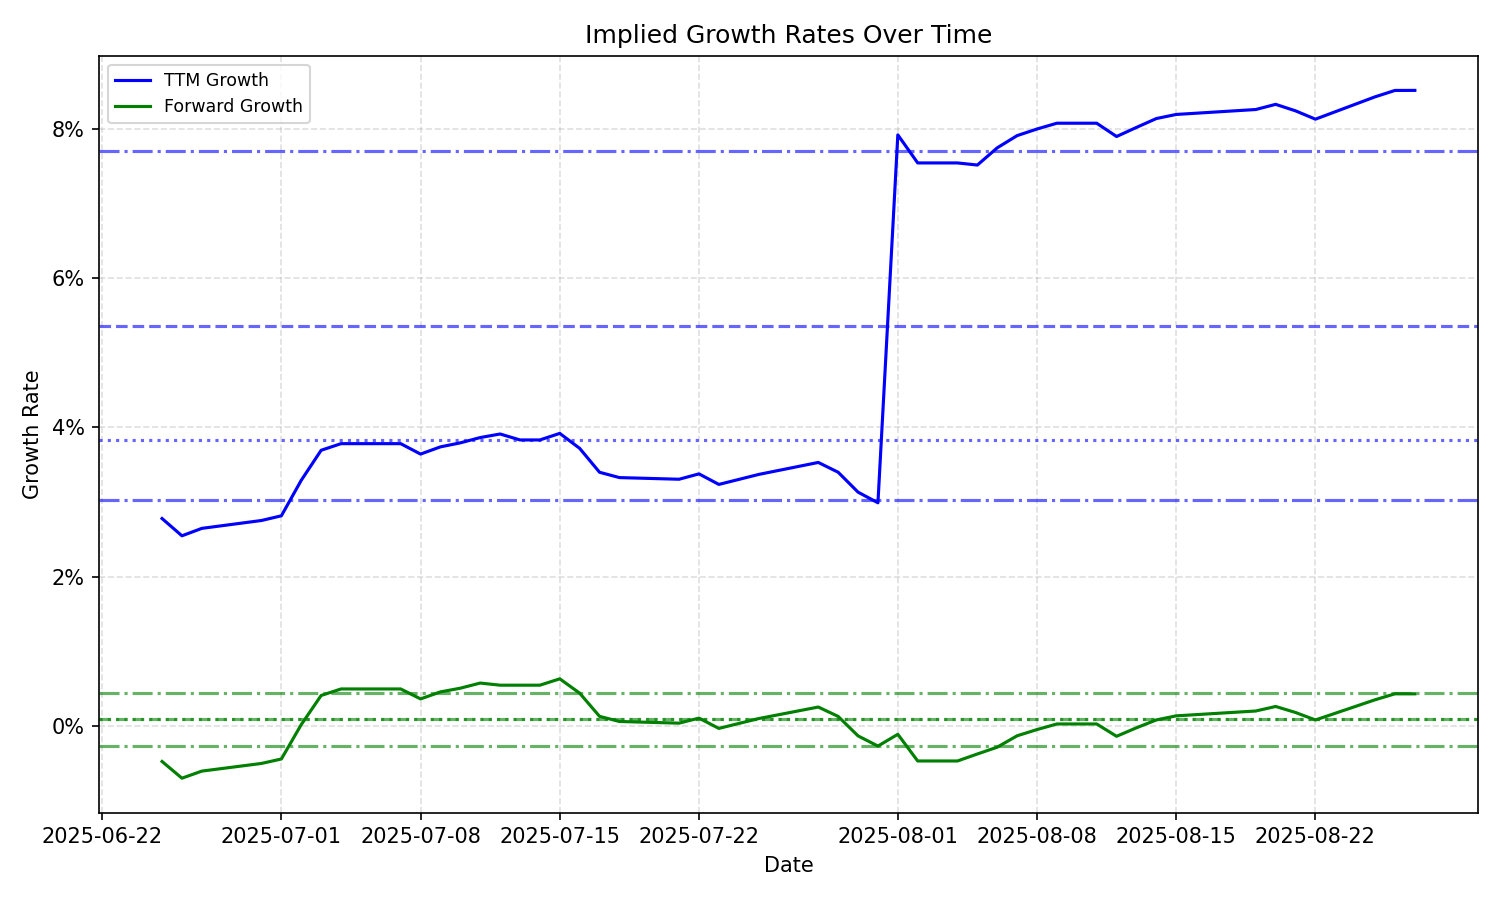 Implied Growth Rates Over Time
TTM Growth
Forward Growth
8%
6%
4%
2%
0%
Growth Rate
2025-06-22
2025-07-01
2025-07-08
2025-07-15
2025-07-22
2025-08-01
2025-08-08
2025-08-15
2025-08-22
Date